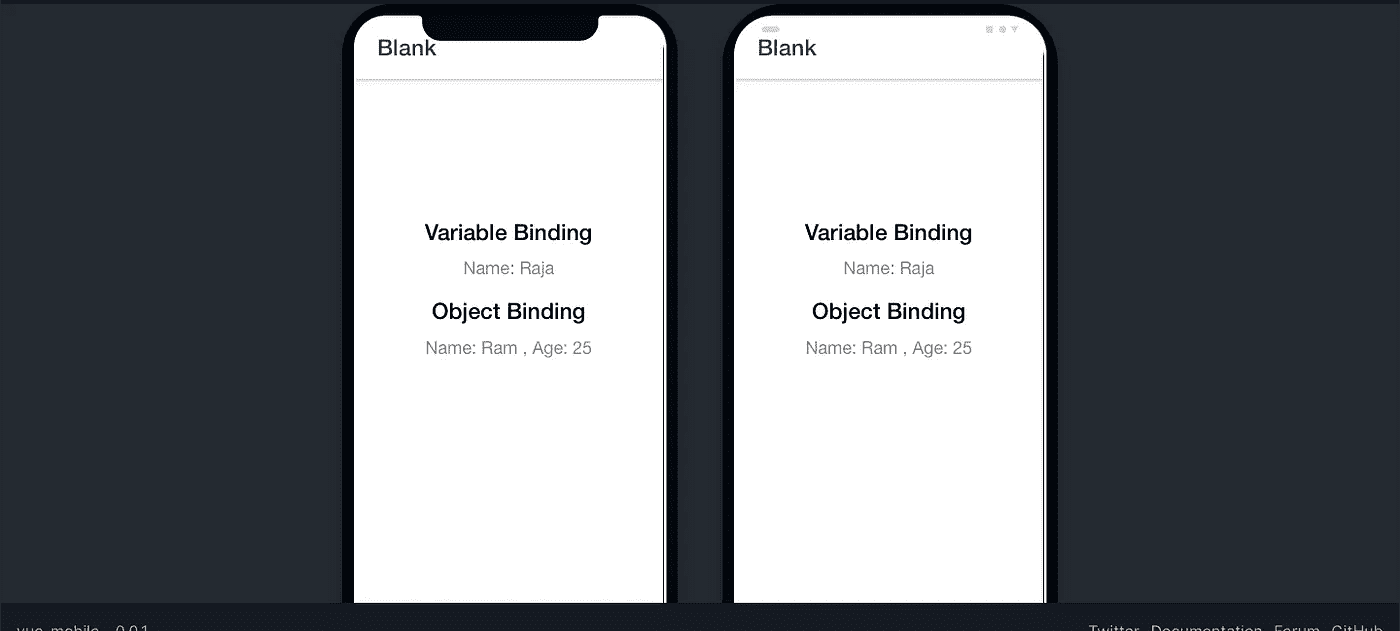 Blank
Variable Binding
Name: Raja
Object Binding
Name: Ram , Age: 25
Blank
Variable Binding
Name: Raja
Object Binding
Name: Ram , Age: 25
vue-mobile 0.0.1
Twitter Documentation Forum GitHub